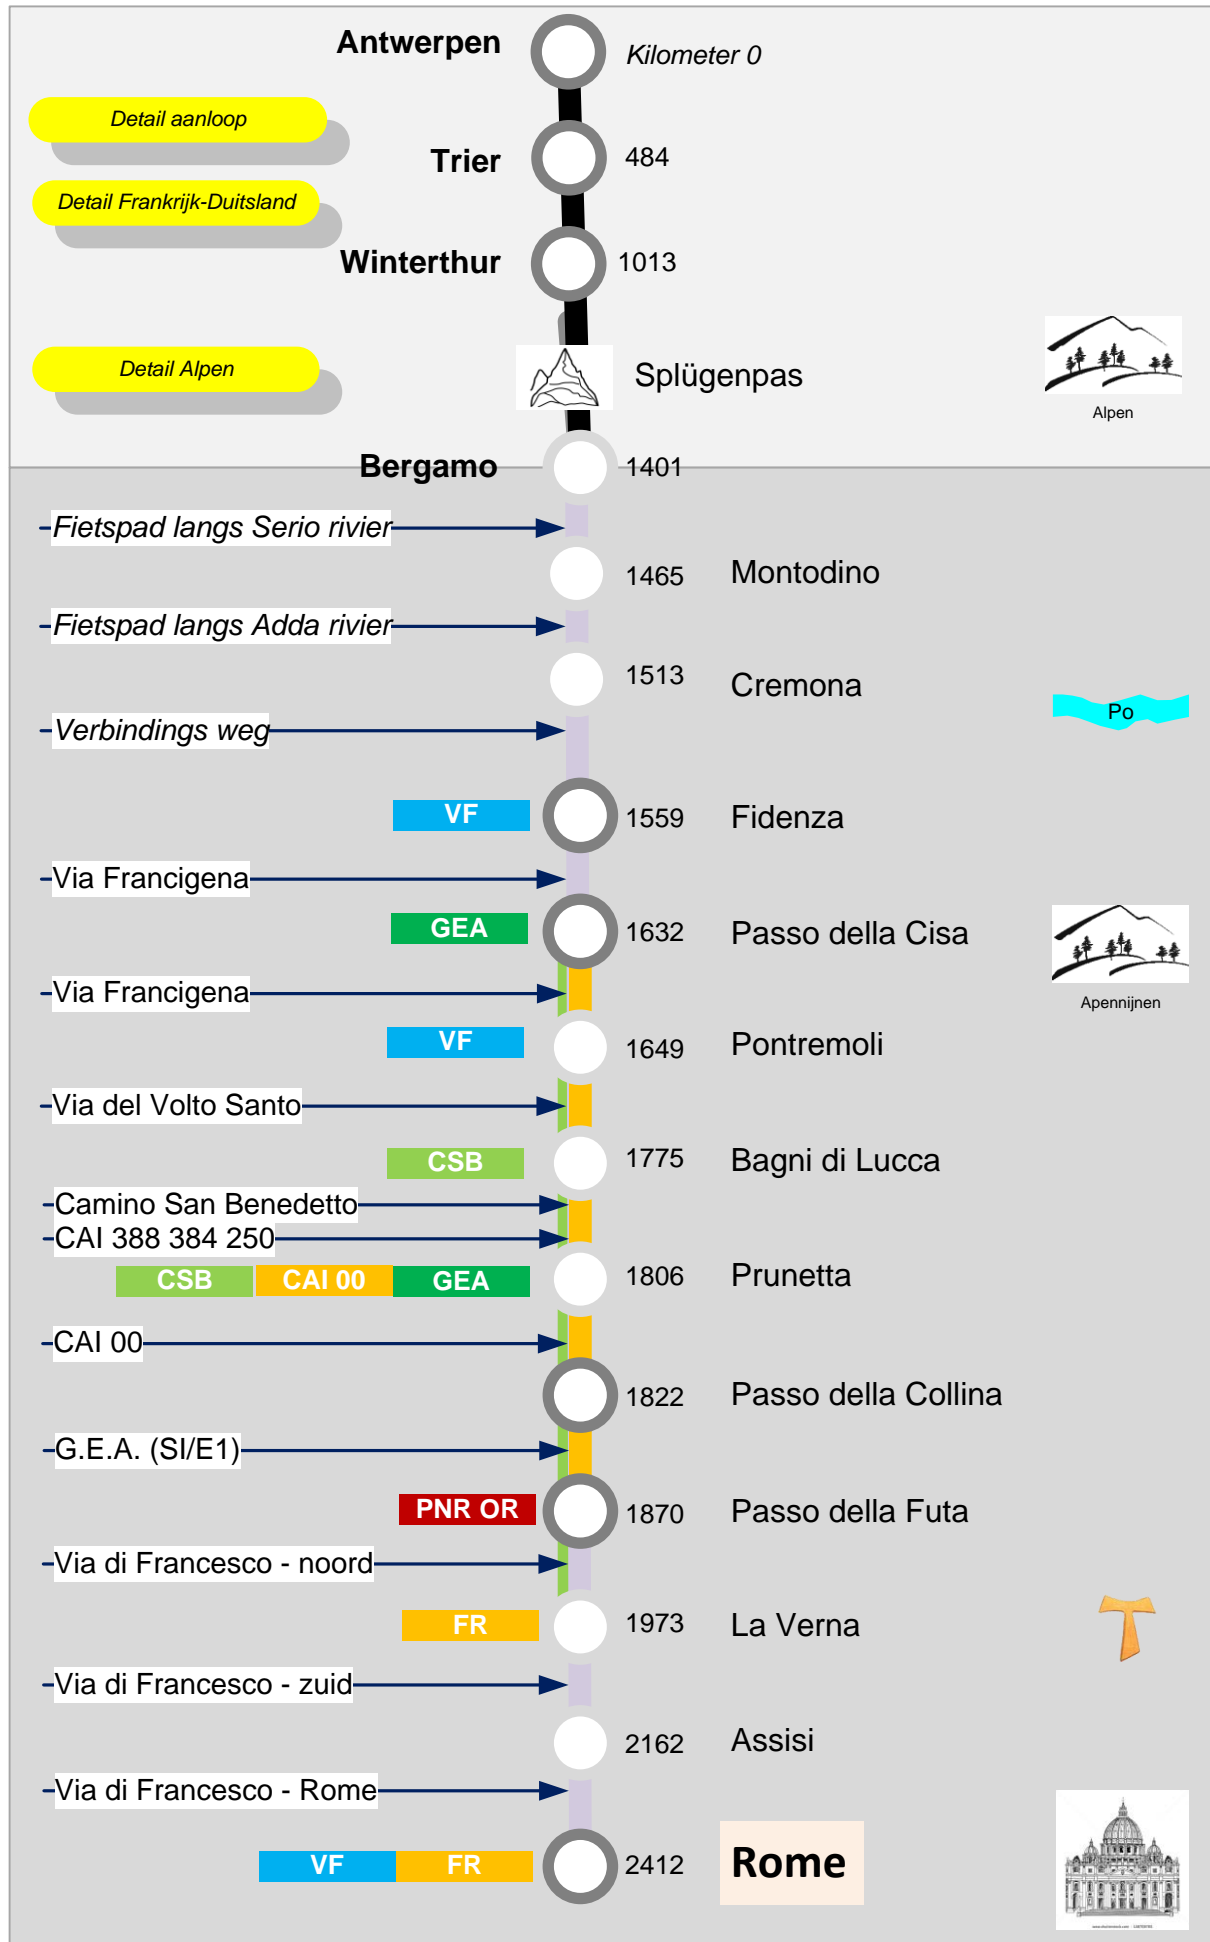 Antwerpen
Kilometer 0
Detail aanloop
Trier
484
Detail Frankrijk-Duitsland
Winterthur
1013
Detail Alpen
Splügenpas
Alpen
Bergamo
1401
Fietspad langs Serio rivier
1465
Montodino
Fietspad langs Adda rivier
1513
Cremona
Po
Verbindings weg
VF
1559
Fidenza
Via Francigena
GEA
1632
Passo della Cisa
Via Francigena
Apennijnen
VF
1649
Pontremoli
Via del Volto Santo
CSB
1775
Bagni di Lucca
Camino San Benedetto
CAI 388 384 250
CSB
CAI 00
GEA
1806
Prunetta
CAI 00
1822
Passo della Collina
G.E.A. (SI/E1)
PNR OR
1870
Passo della Futa
Via di Francesco - noord
FR
1973
La Verna
Via di Francesco - zuid
2162
Assisi
Via di Francesco - Rome
VF
FR
2412
Rome